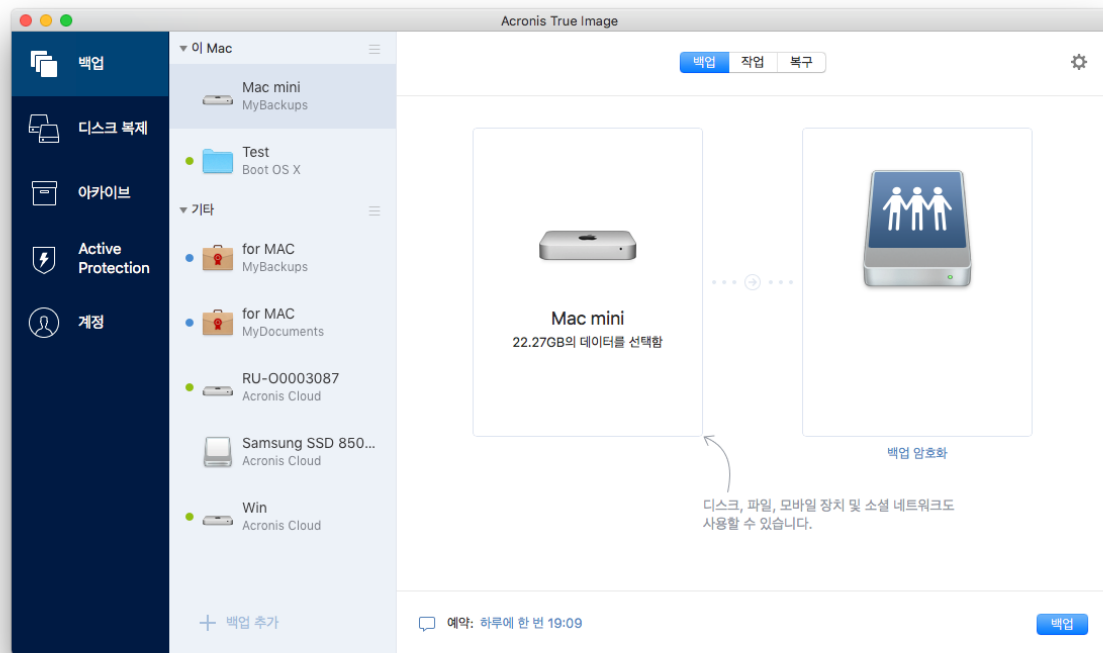 Acronis True Image
백업
디스크 복제
아카이브
Active
Protection
계정
이 Mac
Mac mini
MyBackups
Test
Boot OS X
기타
for MAC
MyBackups
for MAC
MyDocuments
RU-O0003087
Acronis Cloud
Samsung SSD 850...
Acronis Cloud
Win
Acronis Cloud
백업 추가
백업 작업 복구
Mac mini
22.27GB의 데이터를 선택함
백업 암호화
디스크, 파일, 모바일 장치 및 소셜 네트워크도
사용할 수 있습니다.
예약: 하루에 한 번 19:09
백업